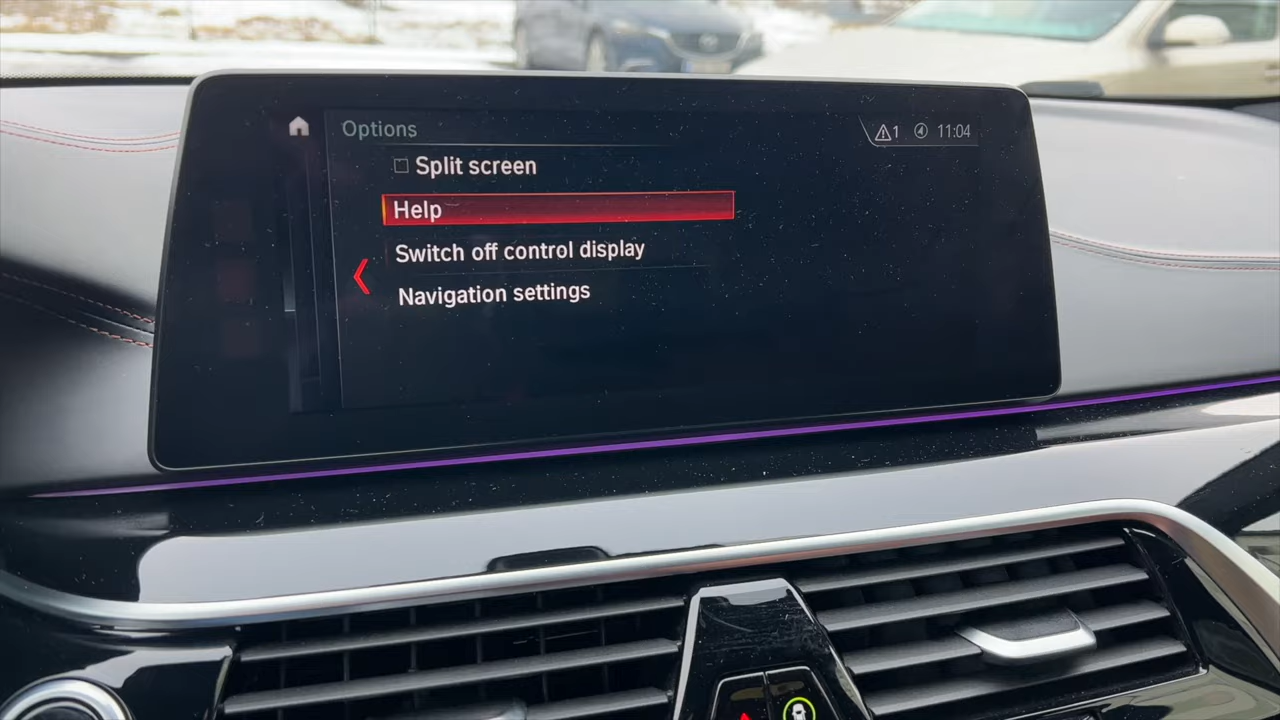 Options
1 11:04
Split screen
Help
Switch off control display
Navigation settings